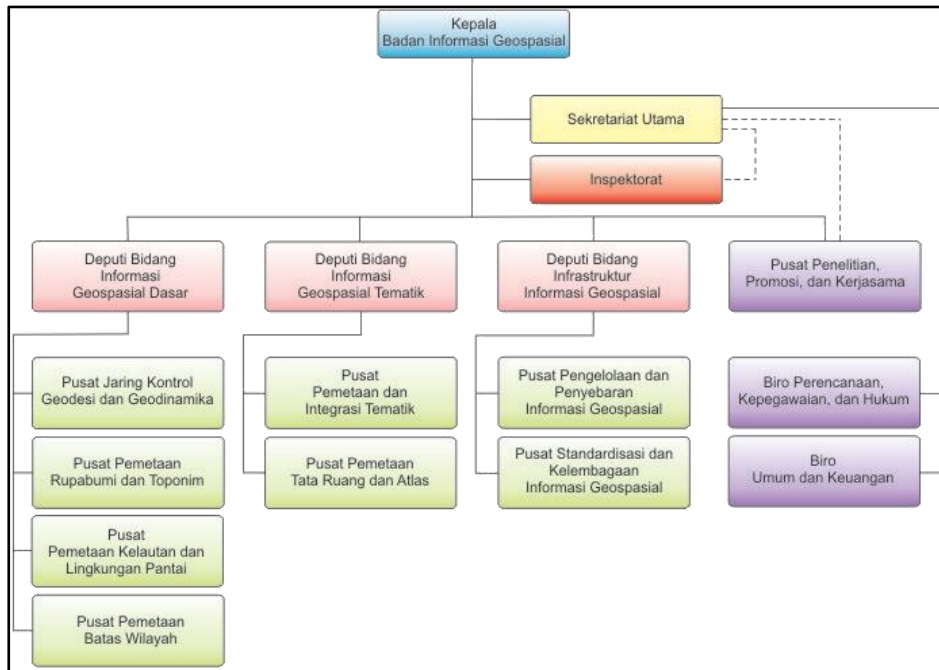 Kepala
Badan Informasi Geospasial
Sekretariat Utama
Inspektorat
Deputi Bidang
Informasi
Geospasial Dasar
Deputi Bidang
Informasi
Geospasial Tematik
Deputi Bidang
Infrastruktur
Informasi Geospasial
Pusat Penelitian,
Promosi, dan Kerjasama
Pusat Jaring Kontrol
Geodesi dan Geodinamika
Pusat
Pemetaan dan
Integrasi Tematik
Pusat Pengelolaan dan
Penyebaran
Informasi Geospasial
Biro Perencanaan,
Kepegawaian, dan Hukum
Pusat Pemetaan
Rupabumi dan Toponim
Pusat Pemetaan
Tata Ruang dan Atlas
Pusat Standardisasi dan
Kelembagaan
Informasi Geospasial
Biro
Umum dan Keuangan
Pusat
Pemetaan Kelautan dan
Lingkungan Pantai
Pusat Pemetaan
Batas Wilayah